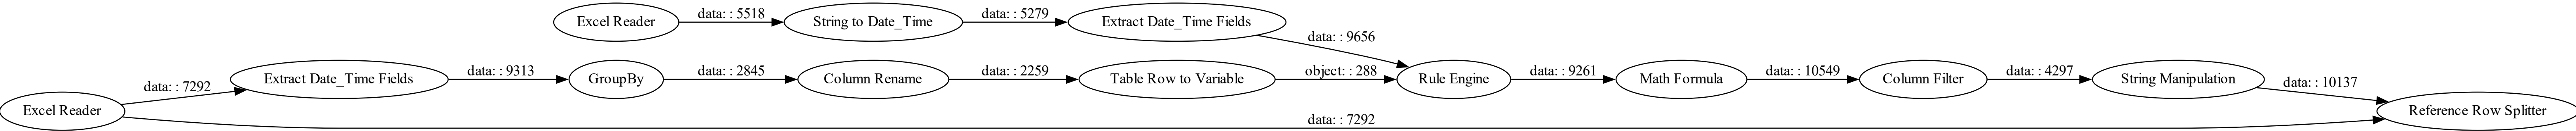 Excel Reader
data: : 5518
String to Date_Time
data: : 5279
Extract Date_Time Fields
data: : 9656
data: : 7292
Extract Date_Time Fields
data: : 9313
GroupBy
data: : 2845
Column Rename
data: : 2259
Table Row to Variable
object: : 288
Rule Engine
data: : 9261
Math Formula
data: : 10549
Column Filter
data: : 4297
String Manipulation
data: : 10137
Excel Reader
data: : 7292
Reference Row Splitter